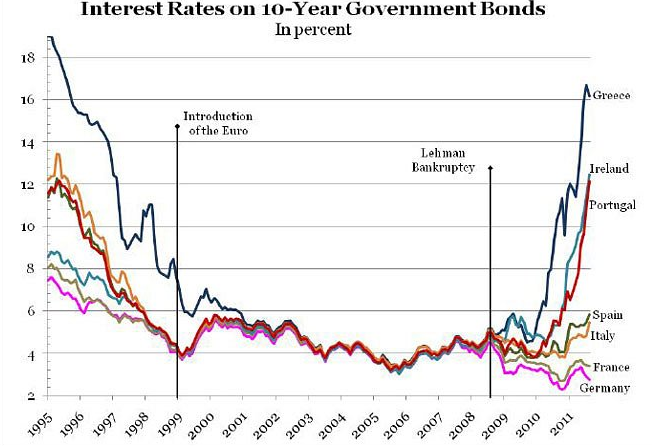 Interest Rates on 10-Year Government Bonds
In percent
18
16
14
12
10
8
6
4
2
Introduction
of the Euro
Lehman
Bankruptcy
Greece
Ireland
Portugal
Spain
Italy
France
Germany
1995
1996
1997
1998
1999
2000
2001
2002
2003
2004
2005
2006
2007
2008
2009
2010
2011